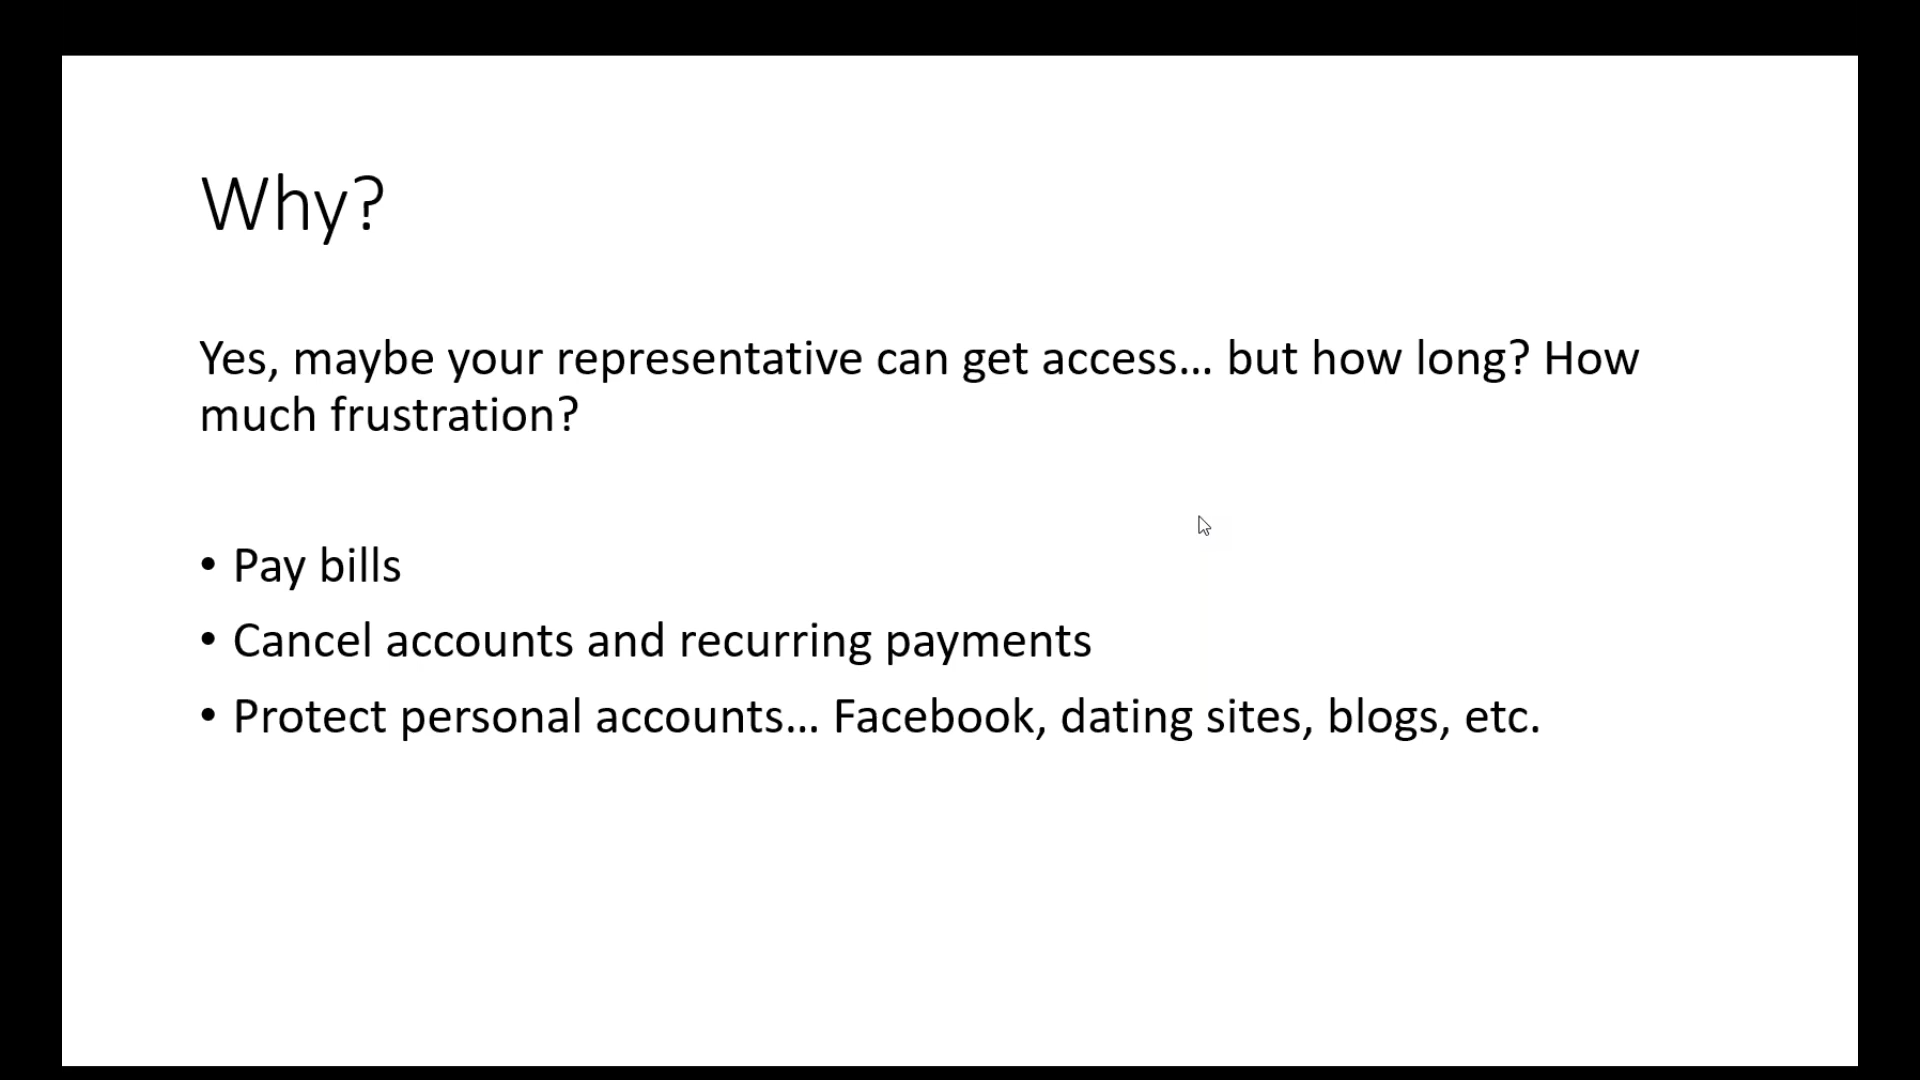 Why?
Yes, maybe your representative can get access... but how long? How
much frustration?
• Pay bills
• Cancel accounts and recurring payments
• Protect personal accounts... Facebook, dating sites, blogs, etc.